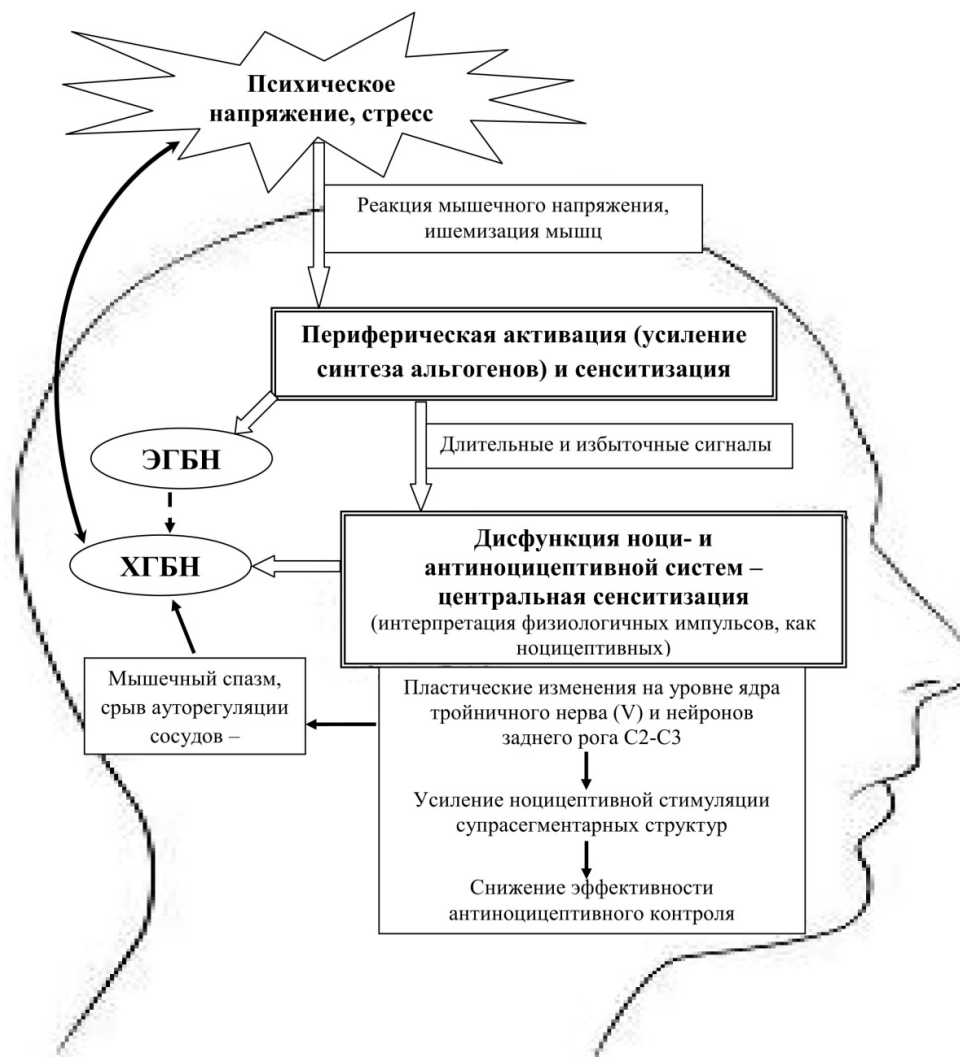 Психическое
напряжение, стресс
Реакция мышечного напряжения,
ишемизация мышц
Периферическая активация (усиление
синтеза альгогенов) и сенситизация
Длительные и избыточные сигналы
ЭГБН
ХГБН
Дисфункция ноци- и
антиноцицептивной систем –
центральная сенситизация
(интерпретация физиологичных импульсов, как
ноцицептивных)
Мышечный спазм,
срыв ауторегуляции
сосудов –
Пластические изменения на уровне ядра
тройничного нерва (V) и нейронов
заднего рога С2-С3
Усиление ноцицептивной стимуляции
супрасегментарных структур
Снижение эффективности
антиноцицептивного контроля